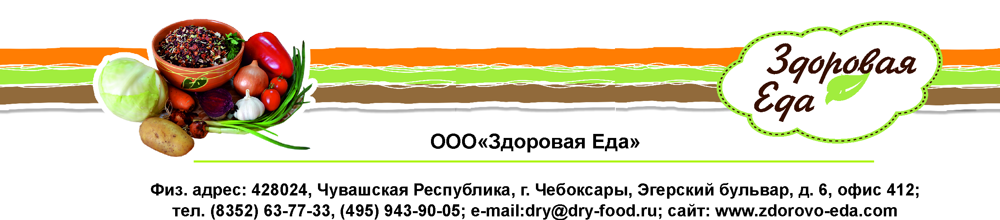 Здоровая
Еда
ООО«Здоровая Еда»
Физ. адрес: 428024, Чувашская Республика, г. Чебоксары, Эгерский бульвар, д. 6, офис 412;
тел. (8352) 63-77-33, (495) 943-90-05; e-mail:dry@dry-food.ru; сайт: www.zdorovo-eda.com